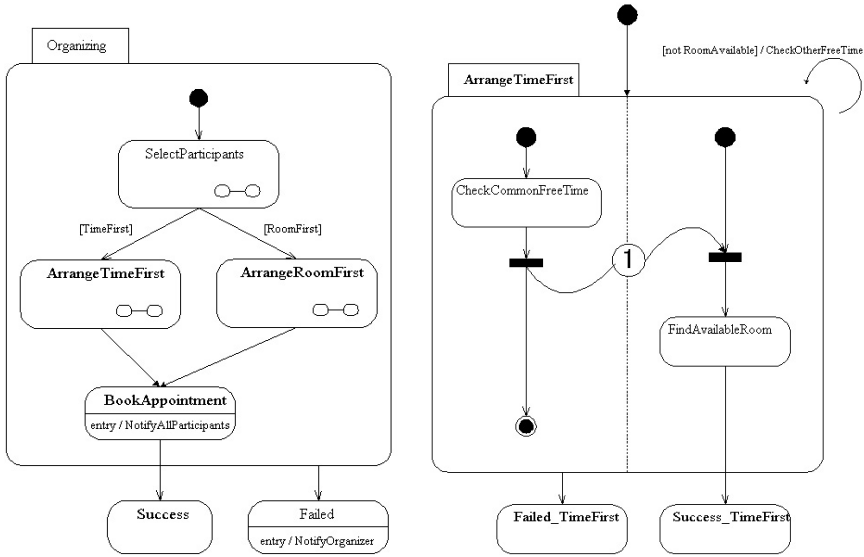 Organizing
SelectParticipants
[TimeFirst]
[RoomFirst]
ArrangeTimeFirst
ArrangeRoomFirst
BookAppointment
entry / NotifyAllParticipants
Success
Failed
entry / NotifyOrganizer
[not RoomAvailable] / CheckOtherFreeTime
ArrangeTimeFirst
CheckCommonFreeTime
1
FindAvailableRoom
Failed_TimeFirst
Success_TimeFirst